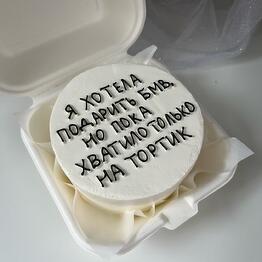 Я ХОТЕЛА
ПОДАРИТЬ БМВ,
НО ПОКА
ХВАТИЛО ТОЛЬКО
НА ТОРТИК